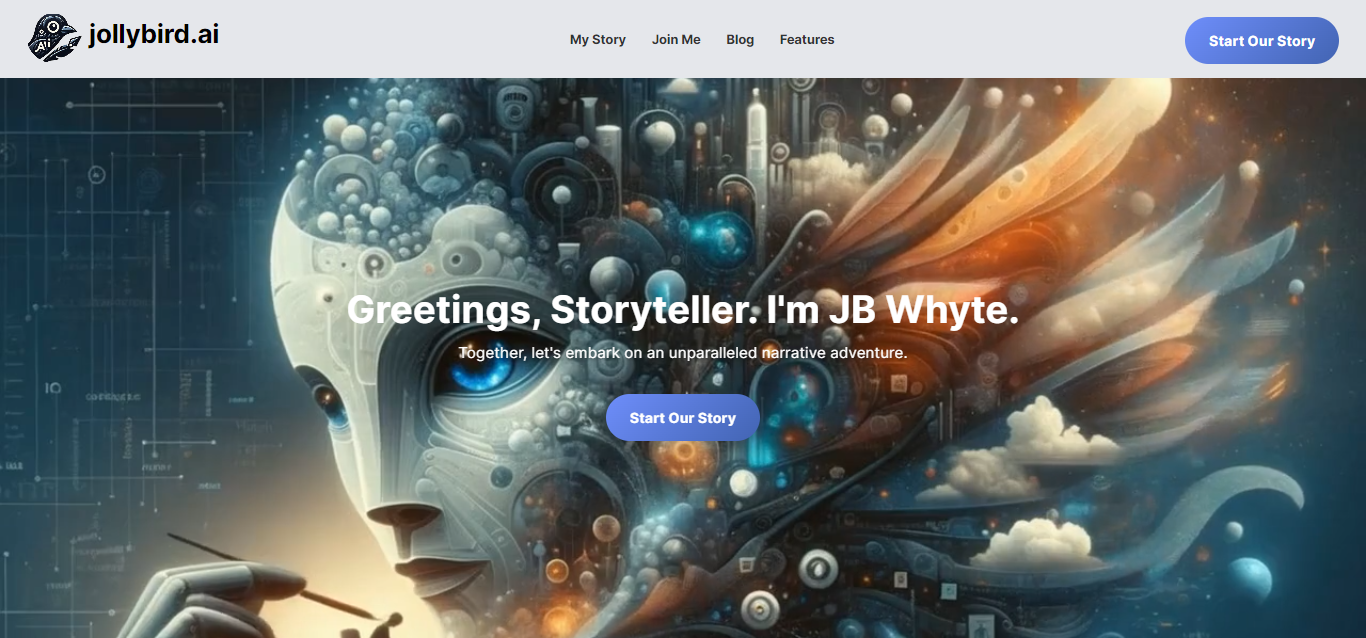 jollybird.ai
My Story
Join Me
Blog
Features
Start Our Story
Greetings, Storyteller. I'm JB Whyte.
Together, let's embark on an unparalleled narrative adventure.
Start Our Story